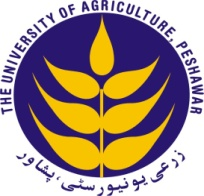 THE UNIVERSITY OF AGRICULTURE, PESHAWAR
زرعی یونیورسٹی، پشاور